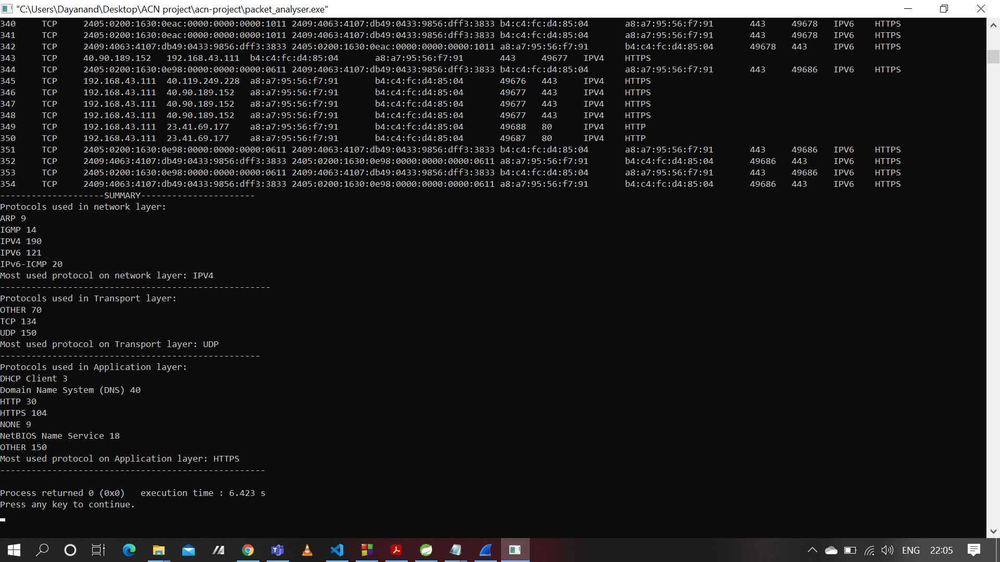 "C:\Users\Dayanand\Desktop\ACN project\acn-project\packet_analyser.exe"
340 TCP 2405:0200:1630:0eac:0000:0000:0000:1011 2409:4063:4107:db49:0433:9856:dff3:3833 b4:c4:fc:d4:85:04 a8:a7:95:56:f7:91 443 49678 IPV6 HTTPS
341 TCP 2405:0200:1630:0eac:0000:0000:0000:1011 2409:4063:4107:db49:0433:9856:dff3:3833 b4:c4:fc:d4:85:04 a8:a7:95:56:f7:91 443 49678 IPV6 HTTPS
342 TCP 2409:4063:4107:db49:0433:9856:dff3:3833 2405:0200:1630:0eac:0000:0000:0000:1011 a8:a7:95:56:f7:91 b4:c4:fc:d4:85:04 49678 443 IPV6 HTTPS
343 TCP 40.90.189.152 192.168.43.111 b4:c4:fc:d4:85:04 a8:a7:95:56:f7:91 443 49677 IPV4 HTTPS
344 TCP 2405:0200:1630:0e98:0000:0000:0000:0611 2409:4063:4107:db49:0433:9856:dff3:3833 b4:c4:fc:d4:85:04 a8:a7:95:56:f7:91 443 49686 IPV6 HTTPS
345 TCP 192.168.43.111 40.119.249.228 a8:a7:95:56:f7:91 b4:c4:fc:d4:85:04 49676 443 IPV4 HTTPS
346 TCP 192.168.43.111 40.90.189.152 a8:a7:95:56:f7:91 b4:c4:fc:d4:85:04 49677 443 IPV4 HTTPS
347 TCP 192.168.43.111 40.90.189.152 a8:a7:95:56:f7:91 b4:c4:fc:d4:85:04 49677 443 IPV4 HTTPS
348 TCP 192.168.43.111 40.90.189.152 a8:a7:95:56:f7:91 b4:c4:fc:d4:85:04 49677 443 IPV4 HTTPS
349 TCP 192.168.43.111 23.41.69.177 a8:a7:95:56:f7:91 b4:c4:fc:d4:85:04 49688 80 IPV4 HTTP
350 TCP 192.168.43.111 23.41.69.177 a8:a7:95:56:f7:91 b4:c4:fc:d4:85:04 49687 80 IPV4 HTTP
351 TCP 2405:0200:1630:0e98:0000:0000:0000:0611 2409:4063:4107:db49:0433:9856:dff3:3833 b4:c4:fc:d4:85:04 a8:a7:95:56:f7:91 443 49686 IPV6 HTTPS
352 TCP 2409:4063:4107:db49:0433:9856:dff3:3833 2405:0200:1630:0e98:0000:0000:0000:0611 a8:a7:95:56:f7:91 b4:c4:fc:d4:85:04 49686 443 IPV6 HTTPS
353 TCP 2405:0200:1630:0e98:0000:0000:0000:0611 2409:4063:4107:db49:0433:9856:dff3:3833 b4:c4:fc:d4:85:04 a8:a7:95:56:f7:91 443 49686 IPV6 HTTPS
354 TCP 2409:4063:4107:db49:0433:9856:dff3:3833 2405:0200:1630:0e98:0000:0000:0000:0611 a8:a7:95:56:f7:91 b4:c4:fc:d4:85:04 49686 443 IPV6 HTTPS
--------------------SUMMARY----------------------
Protocols used in network layer:
ARP 9
IGMP 14
IPV4 190
IPV6 121
IPv6-ICMP 20
Most used protocol on network layer: IPV4
----------------------------------------------------
Protocols used in Transport layer:
OTHER 70
TCP 134
UDP 150
Most used protocol on Transport layer: UDP
--------------------------------------------------
Protocols used in Application layer:
DHCP Client 3
Domain Name System (DNS) 40
HTTP 30
HTTPS 104
NONE 9
NetBIOS Name Service 18
OTHER 150
Most used protocol on Application layer: HTTPS
---------------------------------------------------
Process returned 0 (0x0) execution time : 6.423 s
Press any key to continue.
ENG 22:05